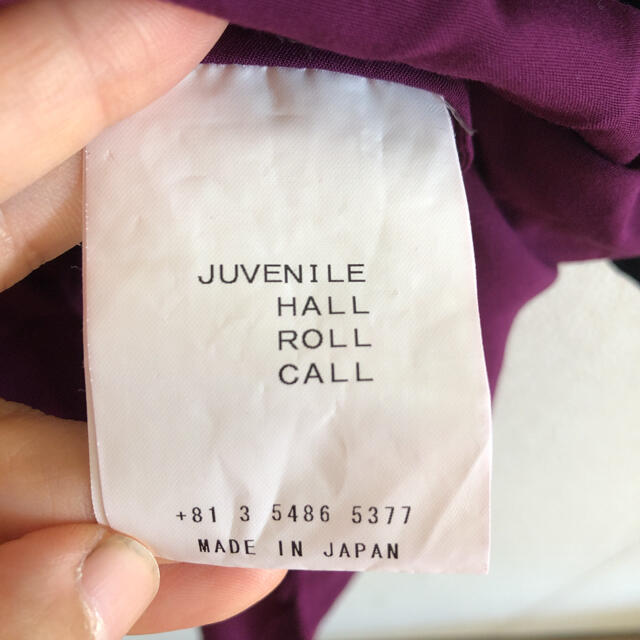 JUVENILE
HALL
ROLL
CALL
+81 3 5486 5377
MADE IN JAPAN